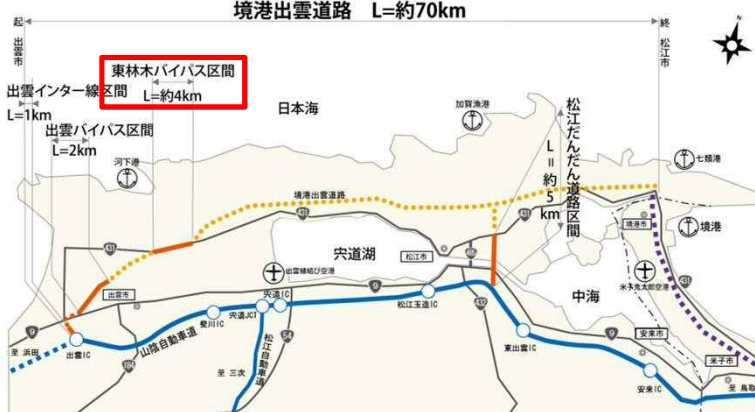 境港出雲道路 L=約70km
起
出雲市
終
松江市
N
東林木バイパス区間
L=約4km
出雲インター線区間
L=1km
出雲バイパス区間
L=2km
日本海
加賀漁港
松江だんだん道路区間
L=約5km
河下港
七類港
境港出雲道路
431
431
431
境港市
境港
宍道湖
松江市
485
出雲縁結び空港
9
中海
米子鬼太郎空港
431
出雲市
宍道IC
宍道JCT
斐川IC
松江玉造IC
432
9
安来市
9
至 浜田
出雲IC
山陰自動車道
54
松江自動車道
東出雲IC
米子市
184
至 三次
安来IC
至 鳥取